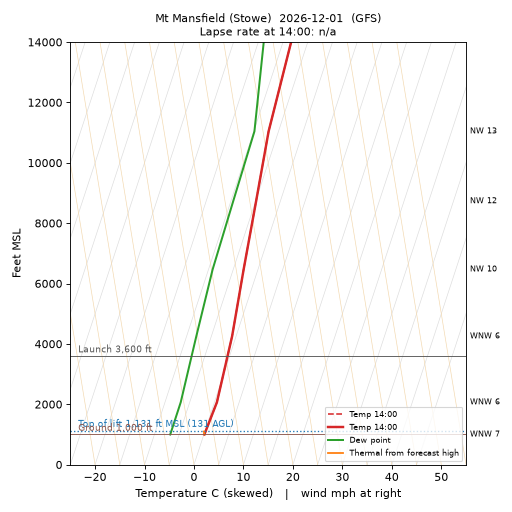 Mt Mansfield (Stowe)  2026-12-01  (GFS)
Lapse rate at 14:00: n/a
14000
12000
10000
8000
6000
4000
2000
0
Feet MSL
NW 13
NW 12
NW 10
WNW 6
WNW 6
WNW 7
Launch 3,600 ft
Top of lift 1,131 ft MSL (131 AGL)
Ground 1,000 ft
Temp 14:00
Temp 14:00
Dew point
Thermal from forecast high
−20 −10 0 10 20 30 40 50
Temperature C (skewed)   |   wind mph at right